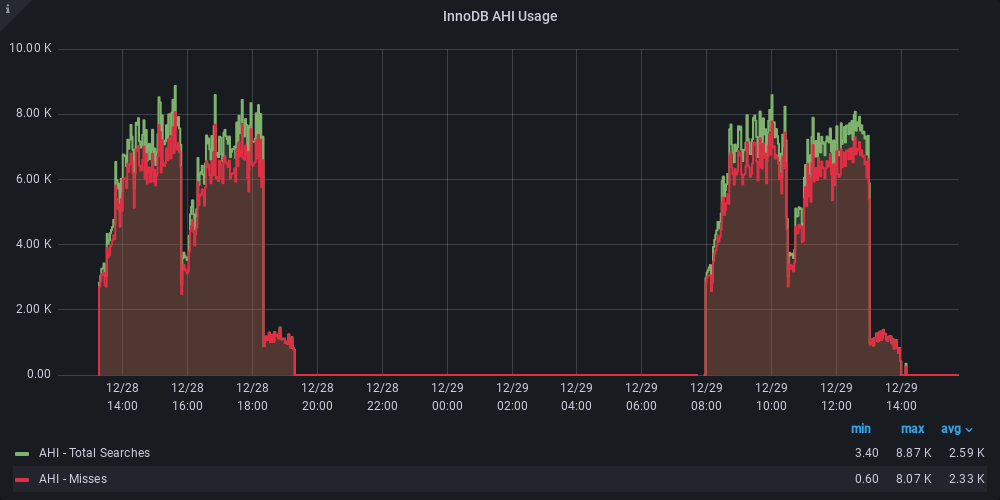 i
InnoDB AHI Usage
10.00 K
8.00 K
6.00 K
4.00 K
2.00 K
0.00
12/28 12/28 12/28 12/28 12/28 12/29 12/29 12/29 12/29 12/29 12/29 12/29 12/29
14:00 16:00 18:00 20:00 22:00 00:00 02:00 04:00 06:00 08:00 10:00 12:00 14:00
min max avg
AHI - Total Searches 3.40 8.87 K 2.59 K
AHI - Misses 0.60 8.07 K 2.33 K